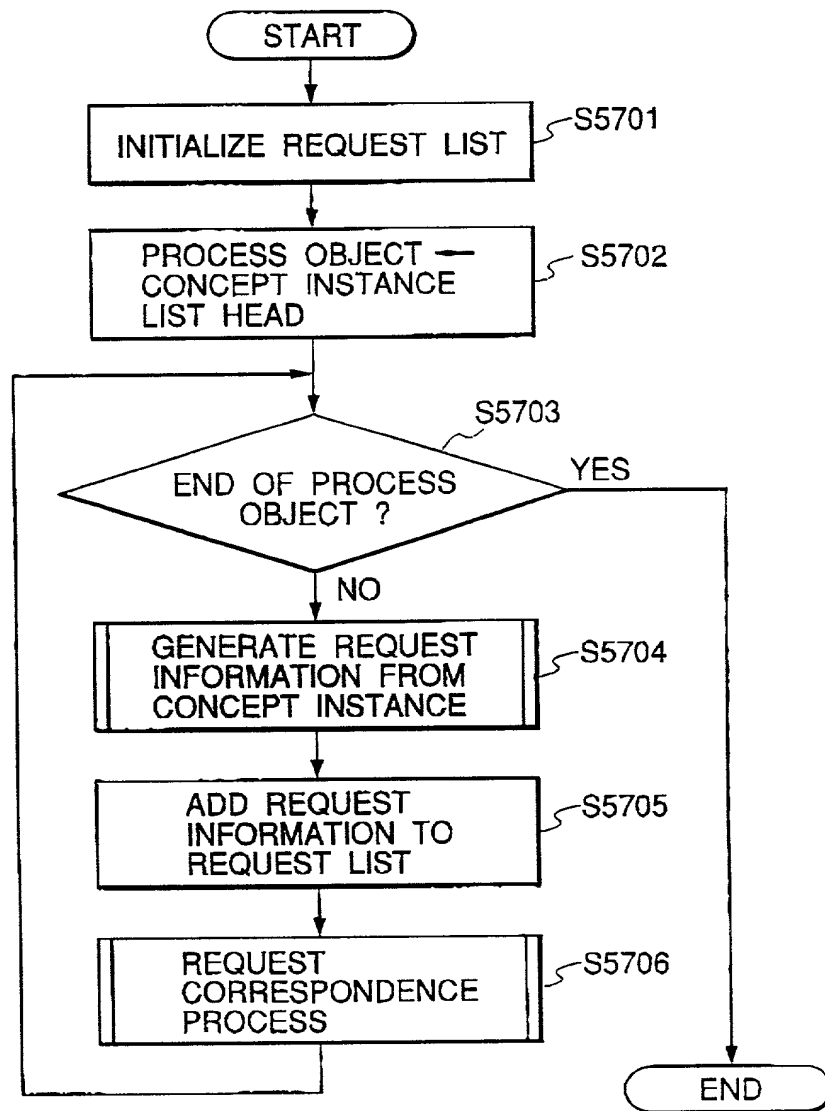 START
INITIALIZE REQUEST LIST
S5701
PROCESS OBJECT ←
CONCEPT INSTANCE
LIST HEAD
S5702
S5703
END OF PROCESS
OBJECT ?
YES
NO
GENERATE REQUEST
INFORMATION FROM
CONCEPT INSTANCE
S5704
ADD REQUEST
INFORMATION TO
REQUEST LIST
S5705
REQUEST
CORRESPONDENCE
PROCESS
S5706
END